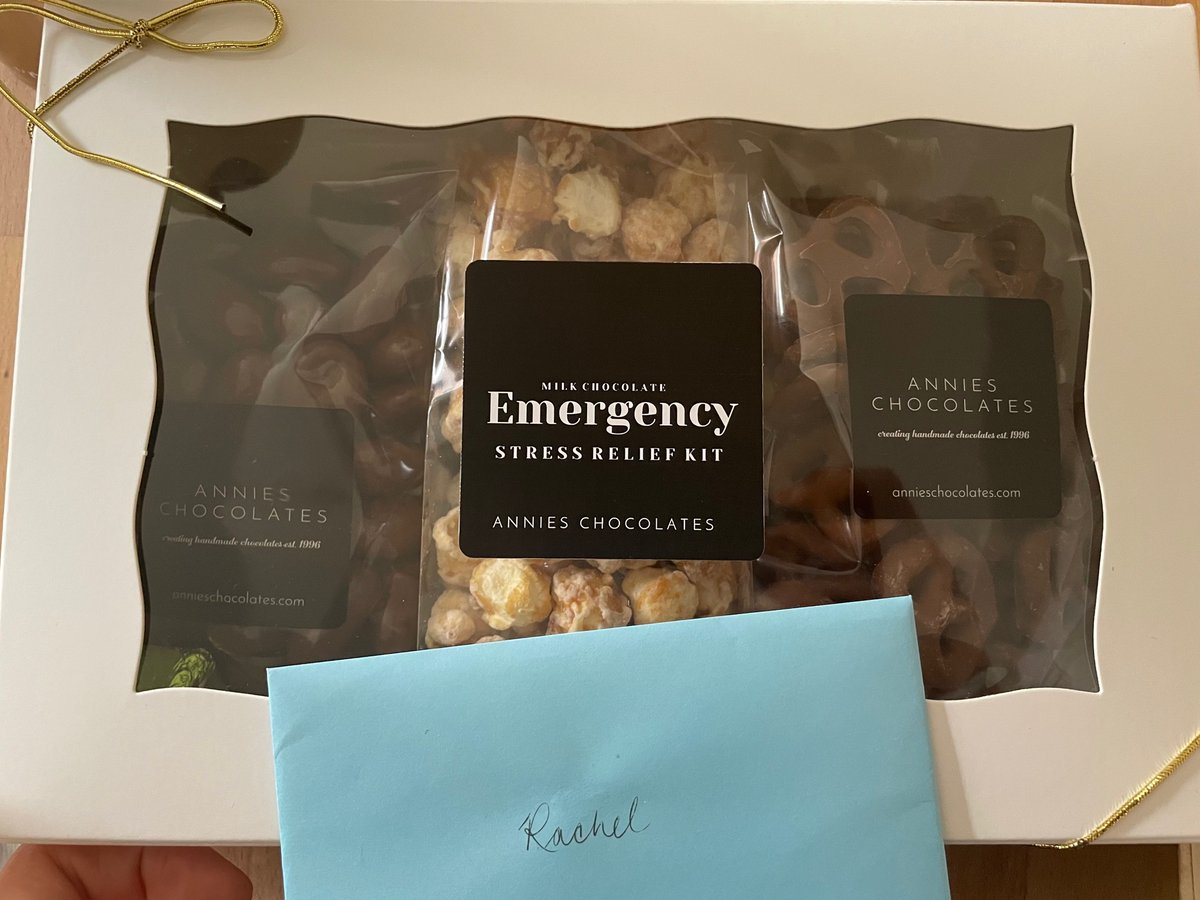 MILK CHOCOLATE
Emergency
STRESS RELIEF KIT
ANNIES CHOCOLATES
ANNIES
CHOCOLATES
creating handmade chocolates est. 1996
annieschocolates.com
ANNIES
CHOCOLATES
creating handmade chocolates est. 1996
annieschocolates.com
Rachel